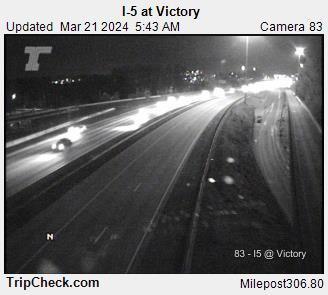 I-5 at Victory
Updated Mar 21 2024 5:43 AM Camera 83
T
N
83 - I5 @ Victory
TripCheck.com Milepost306.80